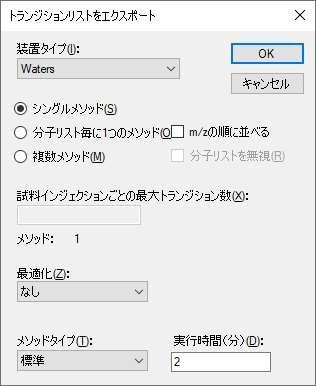 トランジションリストをエクスポート
装置タイプ(I):
Waters
OK
キャンセル
シングルメソッド(S)
分子リスト毎に1つのメソッド(O
m/zの順に並べる
複数メソッド(M)
分子リストを無視(R)
試料インジェクションごとの最大トランジション数(X):
メソッド: 1
最適化(Z):
なし
メソッドタイプ(T):
実行時間（分）(D):
標準
2